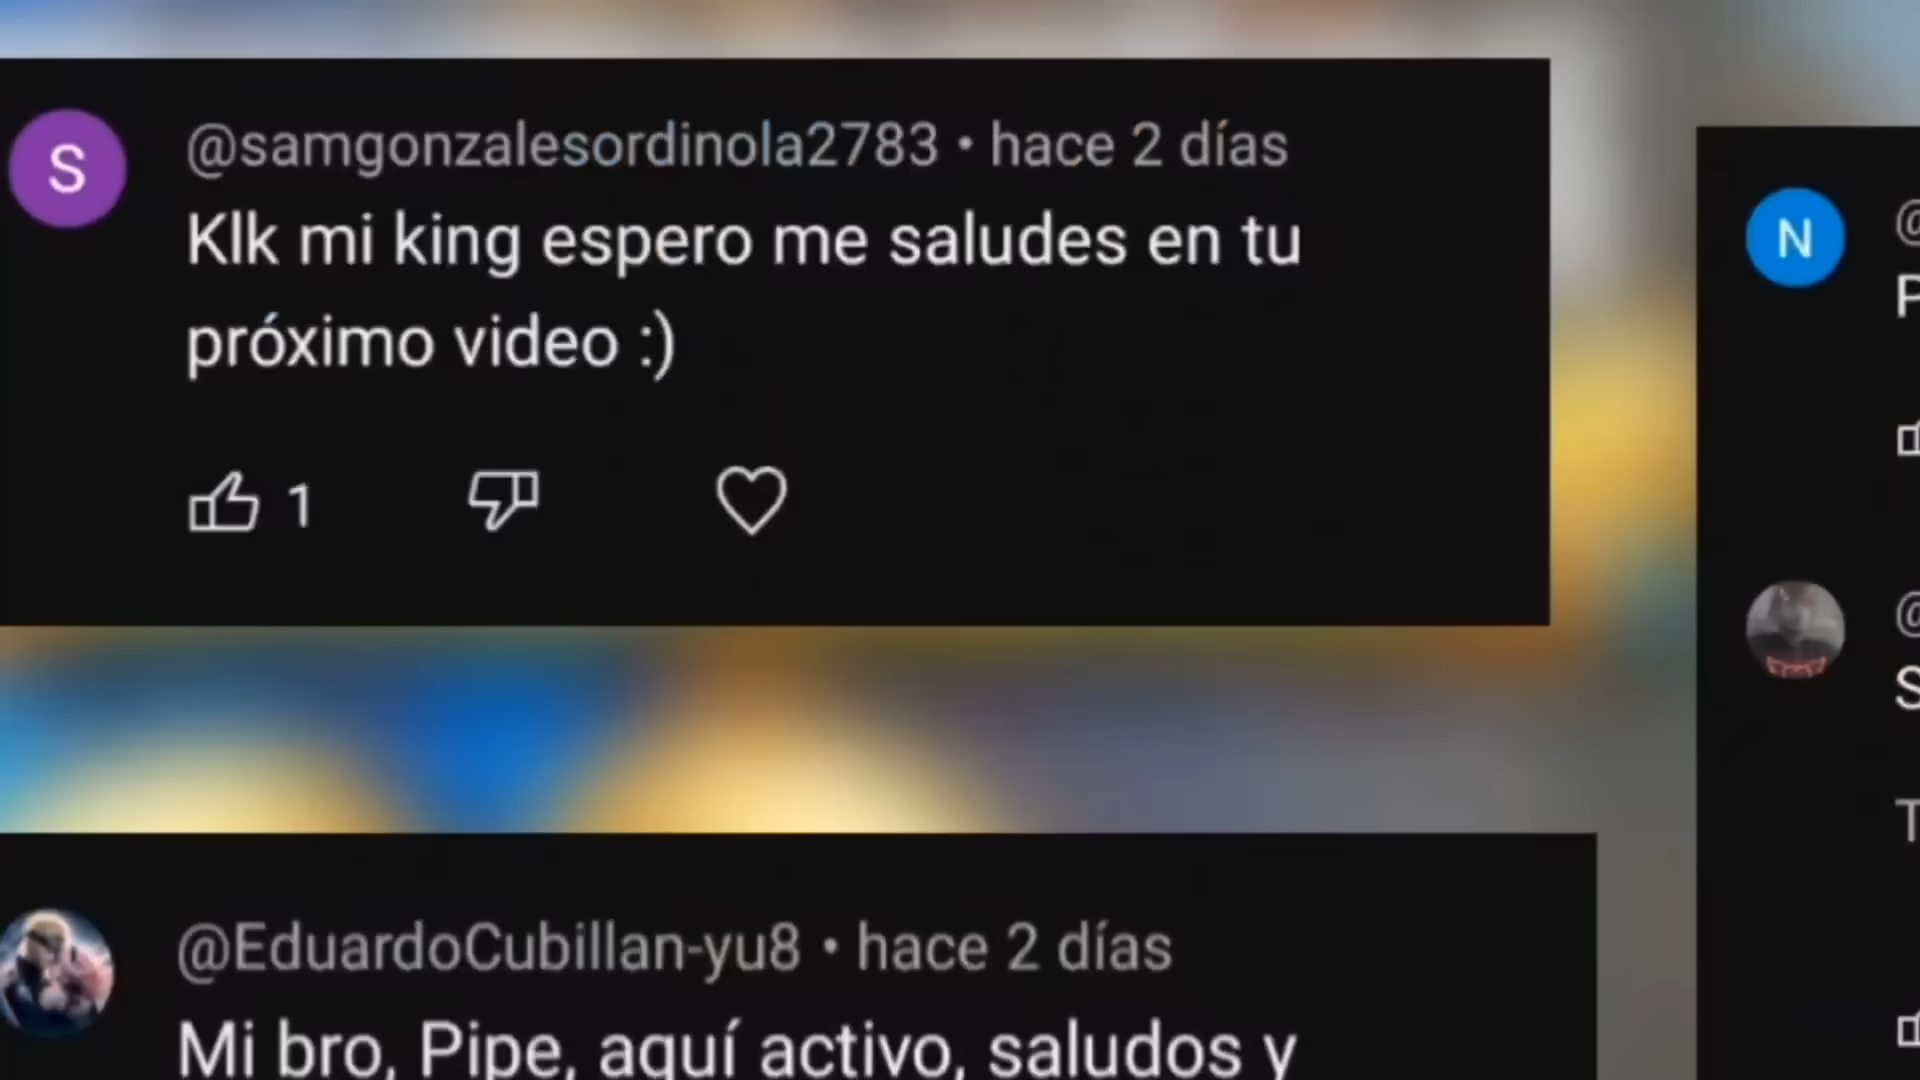 S
@samgonzalesordinola2783 • hace 2 días
Klk mi king espero me saludes en tu
próximo video :)
1
@EduardoCubillan-yu8 • hace 2 días
Mi bro, Pipe, aquí activo, saludos y
N
@
P
@
S
T